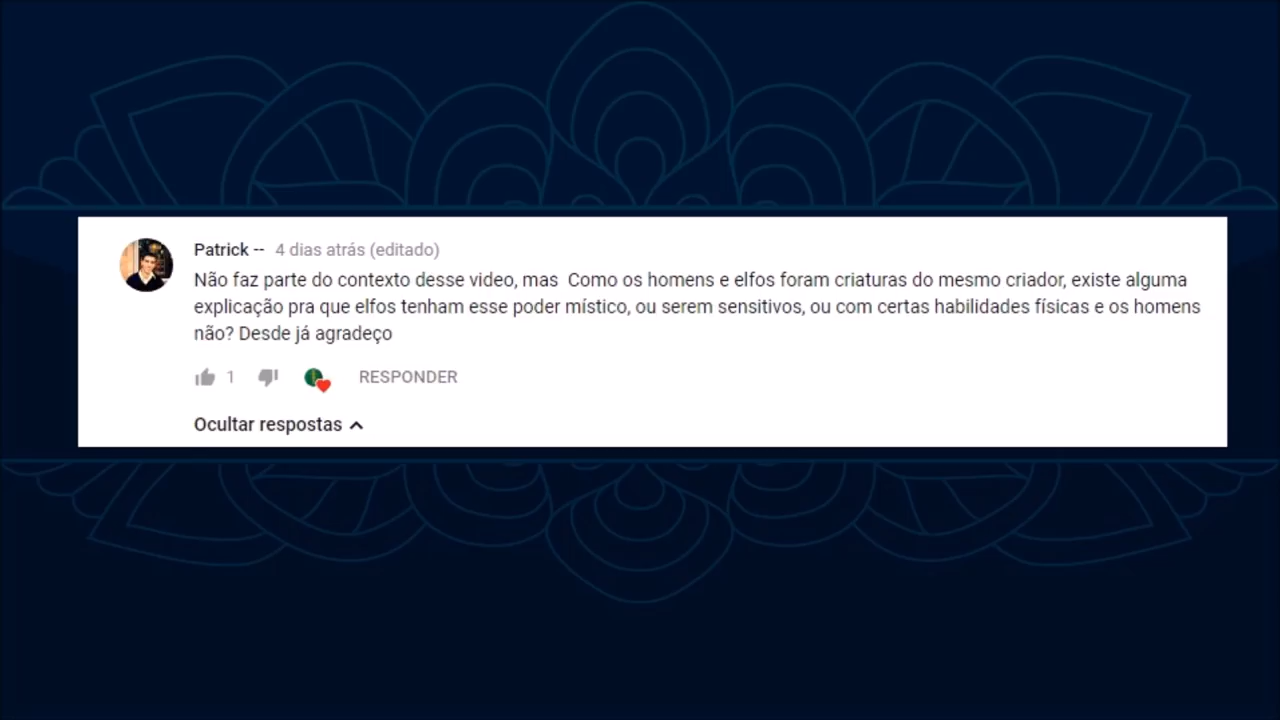 Patrick -- 4 dias atrás (editado)
Não faz parte do contexto desse video, mas  Como os homens e elfos foram criaturas do mesmo criador, existe alguma
explicação pra que elfos tenham esse poder místico, ou serem sensitivos, ou com certas habilidades físicas e os homens
não? Desde já agradeço
1 RESPONDER
Ocultar respostas